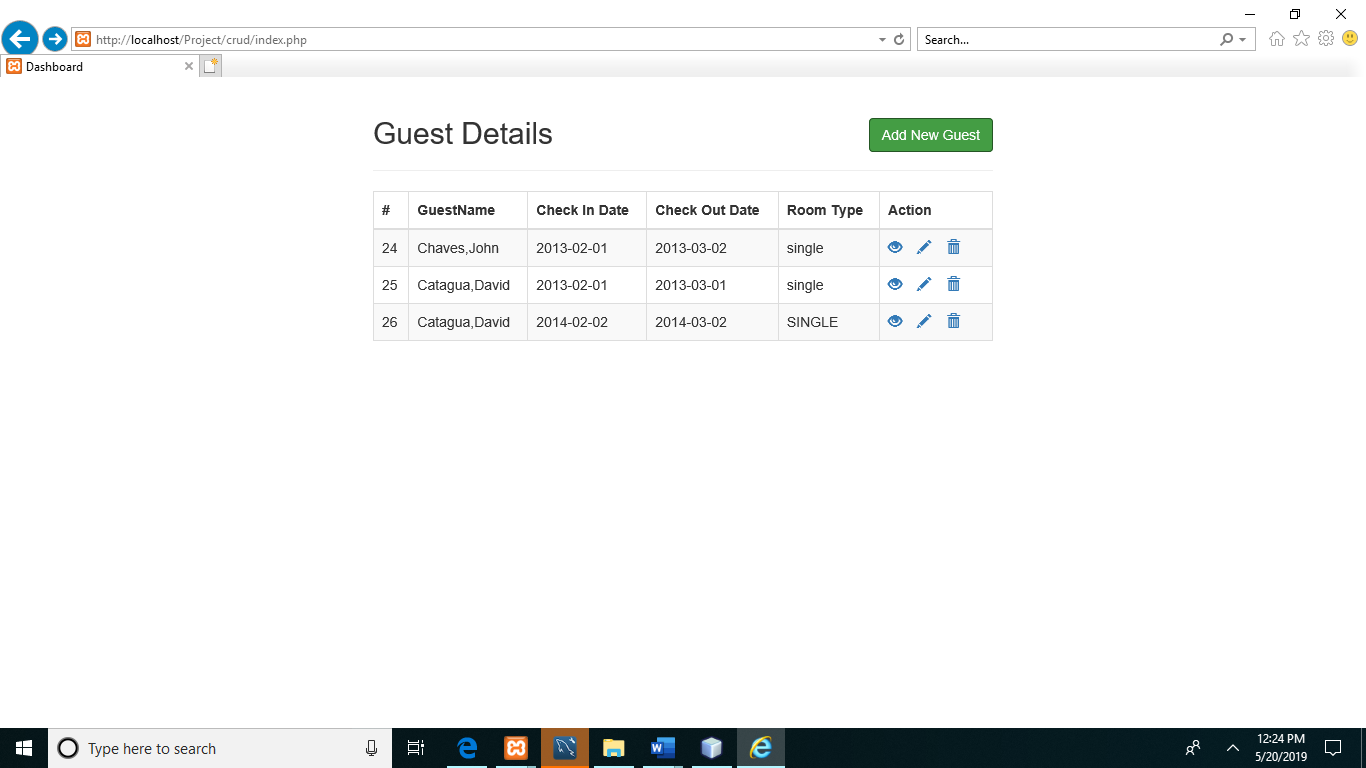 http://localhost/Project/crud/index.php
Search...
Dashboard
Guest Details
Add New Guest
# GuestName Check In Date Check Out Date Room Type Action
24 Chaves,John 2013-02-01 2013-03-02 single
25 Catagua,David 2013-02-01 2013-03-01 single
26 Catagua,David 2014-02-02 2014-03-02 SINGLE
Type here to search
12:24 PM
5/20/2019